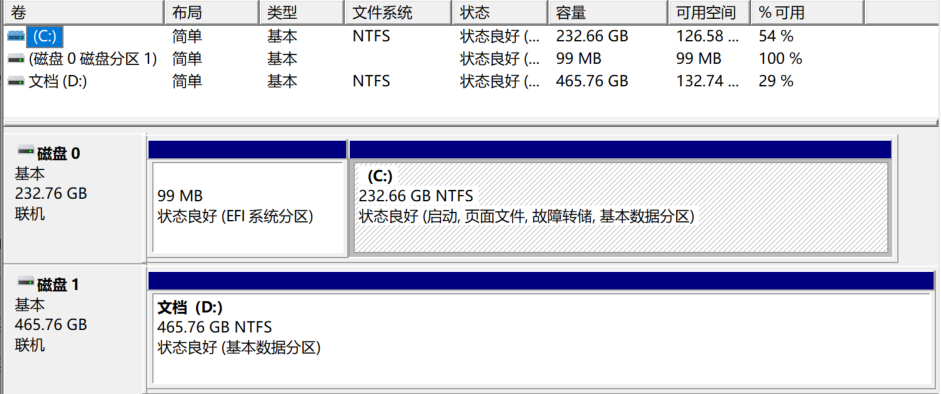 卷 布局 类型 文件系统 状态 容量 可用空间 % 可用
(C:) 简单 基本 NTFS 状态良好 (... 232.66 GB 126.58 ... 54 %
(磁盘 0 磁盘分区 1) 简单 基本 状态良好 (... 99 MB 99 MB 100 %
文档 (D:) 简单 基本 NTFS 状态良好 (... 465.76 GB 132.74 ... 29 %
磁盘 0
基本
232.76 GB
联机
99 MB
状态良好 (EFI 系统分区)
(C:)
232.66 GB NTFS
状态良好 (启动, 页面文件, 故障转储, 基本数据分区)
磁盘 1
基本
465.76 GB
联机
文档 (D:)
465.76 GB NTFS
状态良好 (基本数据分区)